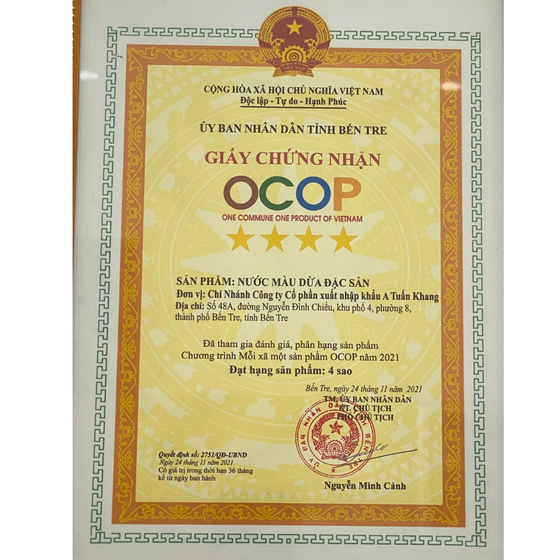 CỘNG HÒA XÃ HỘI CHỦ NGHĨA VIỆT NAM
Độc lập - Tự do - Hạnh Phúc
ỦY BAN NHÂN DÂN TỈNH BẾN TRE
GIẤY CHỨNG NHẬN
OCOP
ONE COMMUNE ONE PRODUCT OF VIETNAM
SẢN PHẨM: NƯỚC MÀU DỪA ĐẶC SẢN
Đơn vị: Chi Nhánh Công ty Cổ phần xuất nhập khẩu A Tuấn Khang
Địa chỉ: Số 48A, đường Nguyễn Đình Chiểu, khu phố 4, phường 8,
thành phố Bến Tre, tỉnh Bến Tre
Đã tham gia đánh giá, phân hạng sản phẩm
Chương trình Mỗi xã một sản phẩm OCOP năm 2021
Đạt hạng sản phẩm: 4 sao
Bến Tre, ngày 24 tháng 11 năm 2021
TM. ỦY BAN NHÂN DÂN
KT. CHỦ TỊCH
PHÓ CHỦ TỊCH
Quyết định số: 2751/QĐ-UBND
Ngày 24 tháng 11 năm 2021
Có giá trị trong thời hạn 36 tháng
kể từ ngày ban hành
Nguyễn Minh Cảnh